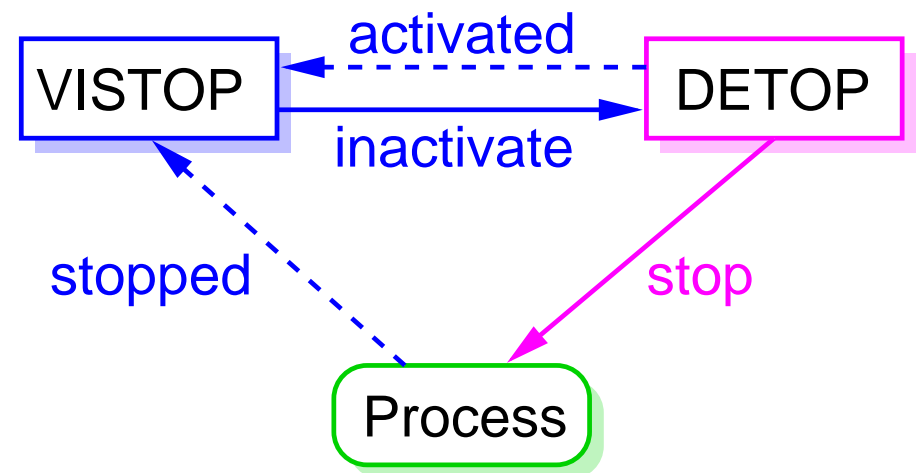 activated
VISTOP
DETOP
inactivate
stopped
stop
Process